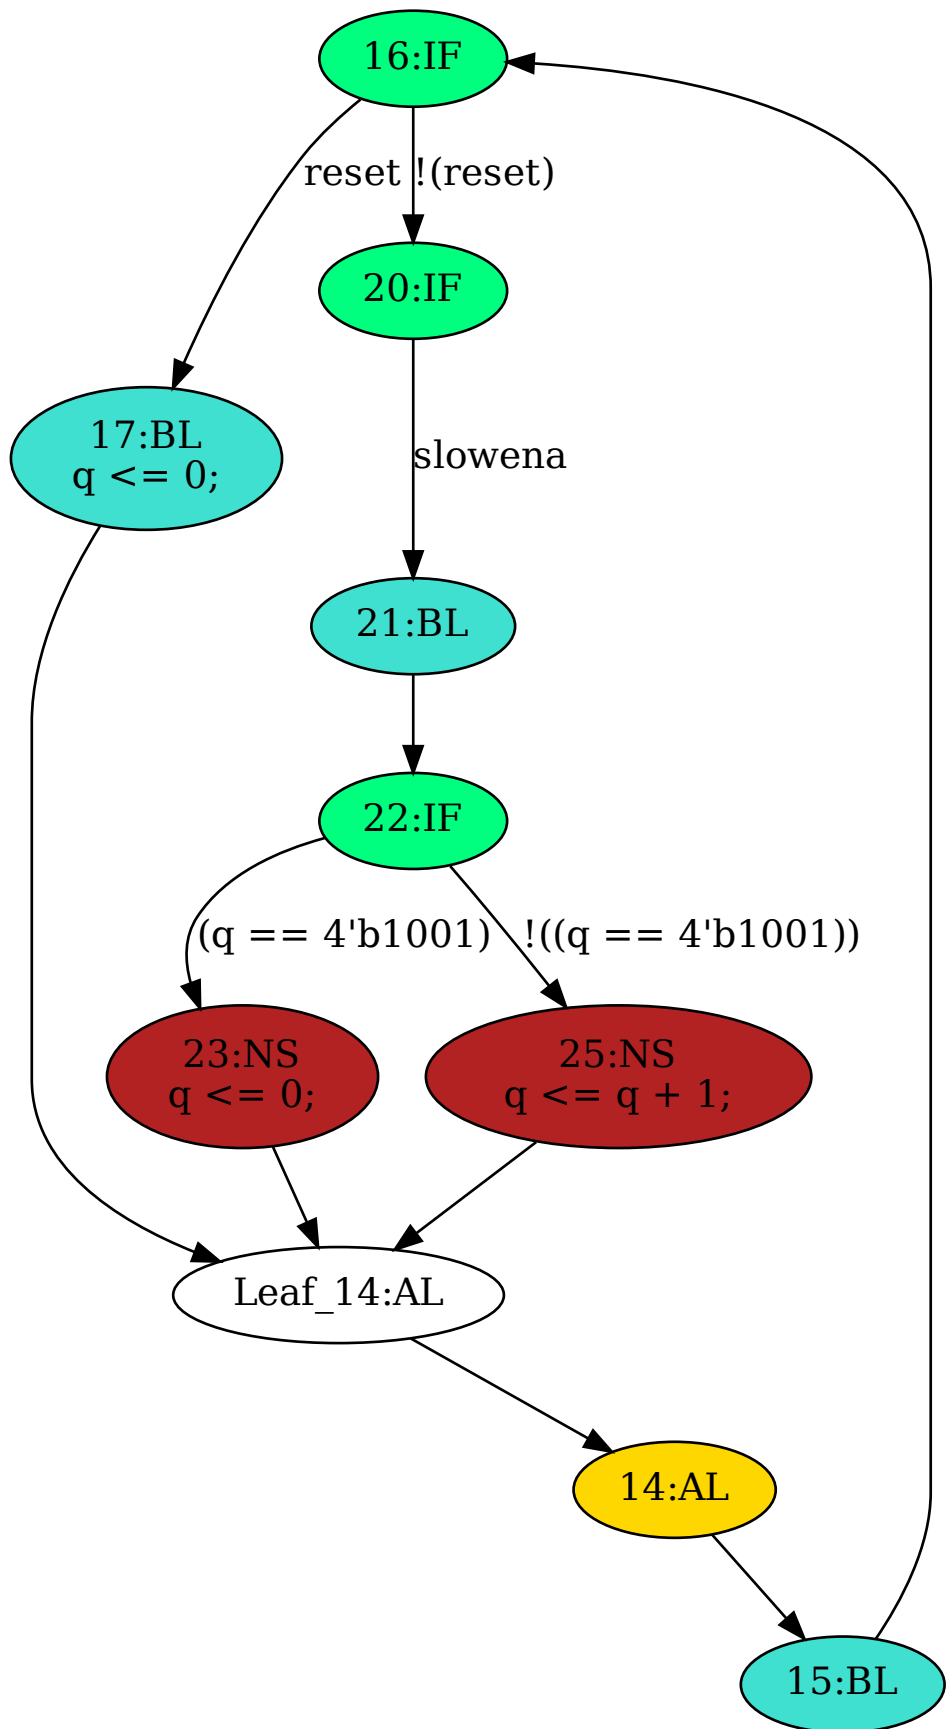 16:IF
reset
!(reset)
20:IF
17:BL
q <= 0;
slowena
21:BL
22:IF
(q == 4'b1001)
!((q == 4'b1001))
23:NS
q <= 0;
25:NS
q <= q + 1;
Leaf_14:AL
14:AL
15:BL